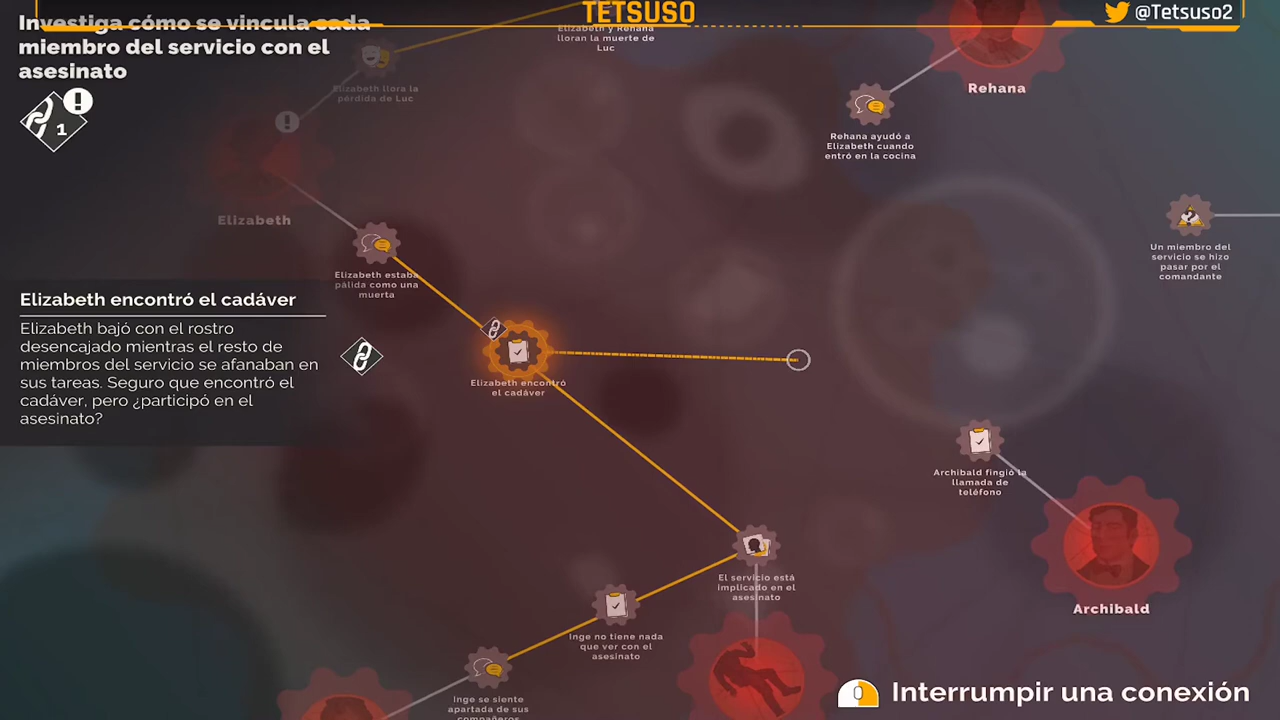 TETSUSO
@Tetsuso2
Investiga cómo se vincula cada
miembro del servicio con el
asesinato
1
Elizabeth y Rehana
lloran la muerte de
Luc
Rehana
Elizabeth llora la
pérdida de Luc
Rehana ayudó a
Elizabeth cuando
entró en la cocina
Elizabeth
Un miembro del
servicio se hizo
pasar por el
comandante
Elizabeth estaba
pálida como una
muerta
Elizabeth encontró el cadáver
Elizabeth bajó con el rostro
desencajado mientras el resto de
miembros del servicio se afanaban en
sus tareas. Seguro que encontró el
cadáver, pero ¿participó en el
asesinato?
Elizabeth encontró
el cadáver
Archibald fingió la
llamada de
teléfono
Archibald
El servicio está
implicado en el
asesinato
Inge no tiene nada
que ver con el
asesinato
Inge se siente
apartada de sus
compañeros
Interrumpir una conexión